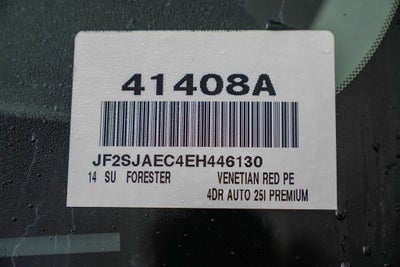 41408A
JF2SJAEC4EH446130
14 SU FORESTER VENETIAN RED PE
4DR AUTO 25I PREMIUM